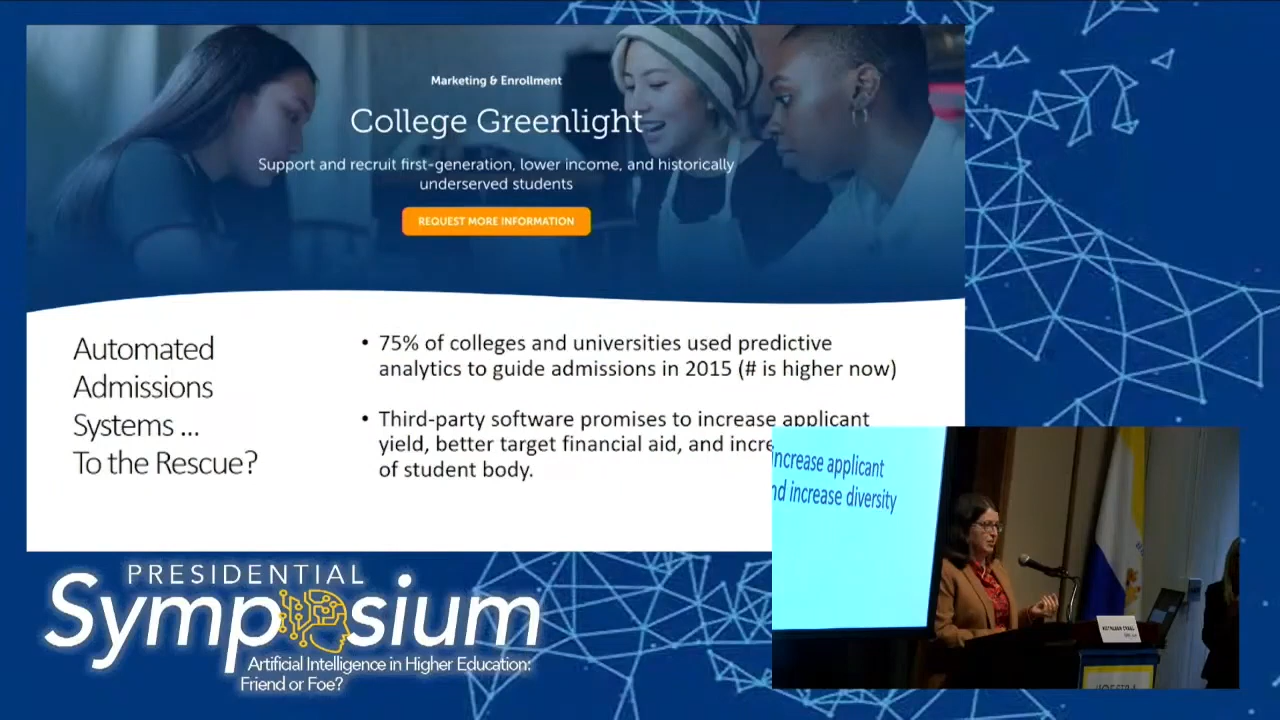 Marketing & Enrollment
College Greenlight
Support and recruit first-generation, lower income, and historically
underserved students
REQUEST MORE INFORMATION
Automated
Admissions
Systems ...
To the Rescue?
• 75% of colleges and universities used predictive
analytics to guide admissions in 2015 (# is higher now)
• Third-party software promises to increase applicant
yield, better target financial aid, and incre
of student body.
increase applicant
nd increase diversity
PRESIDENTIAL
Symposium
Artificial Intelligence in Higher Education:
Friend or Foe?